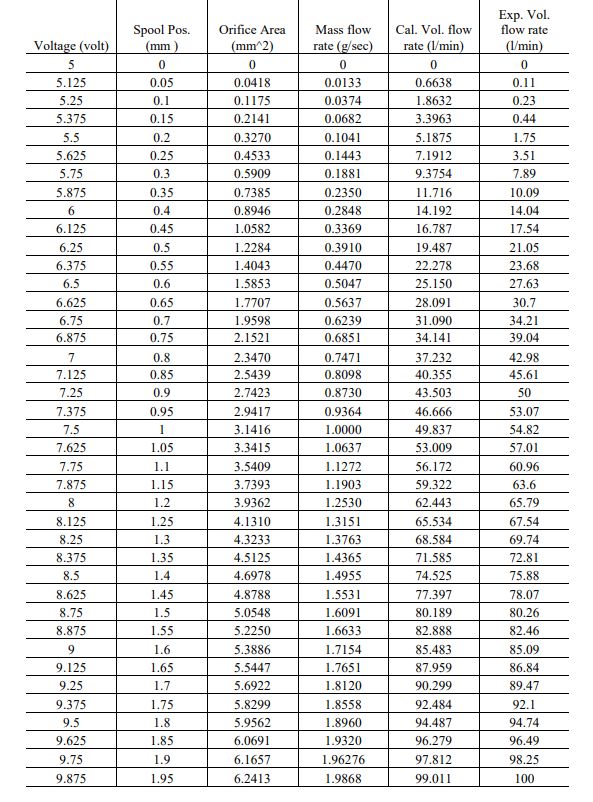 Voltage (volt) Spool Pos. (mm ) Orifice Area (mm^2) Mass flow rate (g/sec) Cal. Vol. flow rate (l/min) Exp. Vol. flow rate (l/min)
5 0 0 0 0 0
5.125 0.05 0.0418 0.0133 0.6638 0.11
5.25 0.1 0.1175 0.0374 1.8632 0.23
5.375 0.15 0.2141 0.0682 3.3963 0.44
5.5 0.2 0.3270 0.1041 5.1875 1.75
5.625 0.25 0.4533 0.1443 7.1912 3.51
5.75 0.3 0.5909 0.1881 9.3754 7.89
5.875 0.35 0.7385 0.2350 11.716 10.09
6 0.4 0.8946 0.2848 14.192 14.04
6.125 0.45 1.0582 0.3369 16.787 17.54
6.25 0.5 1.2284 0.3910 19.487 21.05
6.375 0.55 1.4043 0.4470 22.278 23.68
6.5 0.6 1.5853 0.5047 25.150 27.63
6.625 0.65 1.7707 0.5637 28.091 30.7
6.75 0.7 1.9598 0.6239 31.090 34.21
6.875 0.75 2.1521 0.6851 34.141 39.04
7 0.8 2.3470 0.7471 37.232 42.98
7.125 0.85 2.5439 0.8098 40.355 45.61
7.25 0.9 2.7423 0.8730 43.503 50
7.375 0.95 2.9417 0.9364 46.666 53.07
7.5 1 3.1416 1.0000 49.837 54.82
7.625 1.05 3.3415 1.0637 53.009 57.01
7.75 1.1 3.5409 1.1272 56.172 60.96
7.875 1.15 3.7393 1.1903 59.322 63.6
8 1.2 3.9362 1.2530 62.443 65.79
8.125 1.25 4.1310 1.3151 65.534 67.54
8.25 1.3 4.3233 1.3763 68.584 69.74
8.375 1.35 4.5125 1.4365 71.585 72.81
8.5 1.4 4.6978 1.4955 74.525 75.88
8.625 1.45 4.8788 1.5531 77.397 78.07
8.75 1.5 5.0548 1.6091 80.189 80.26
8.875 1.55 5.2250 1.6633 82.888 82.46
9 1.6 5.3886 1.7154 85.483 85.09
9.125 1.65 5.5447 1.7651 87.959 86.84
9.25 1.7 5.6922 1.8120 90.299 89.47
9.375 1.75 5.8299 1.8558 92.484 92.1
9.5 1.8 5.9562 1.8960 94.487 94.74
9.625 1.85 6.0691 1.9320 96.279 96.49
9.75 1.9 6.1657 1.96276 97.812 98.25
9.875 1.95 6.2413 1.9868 99.011 100